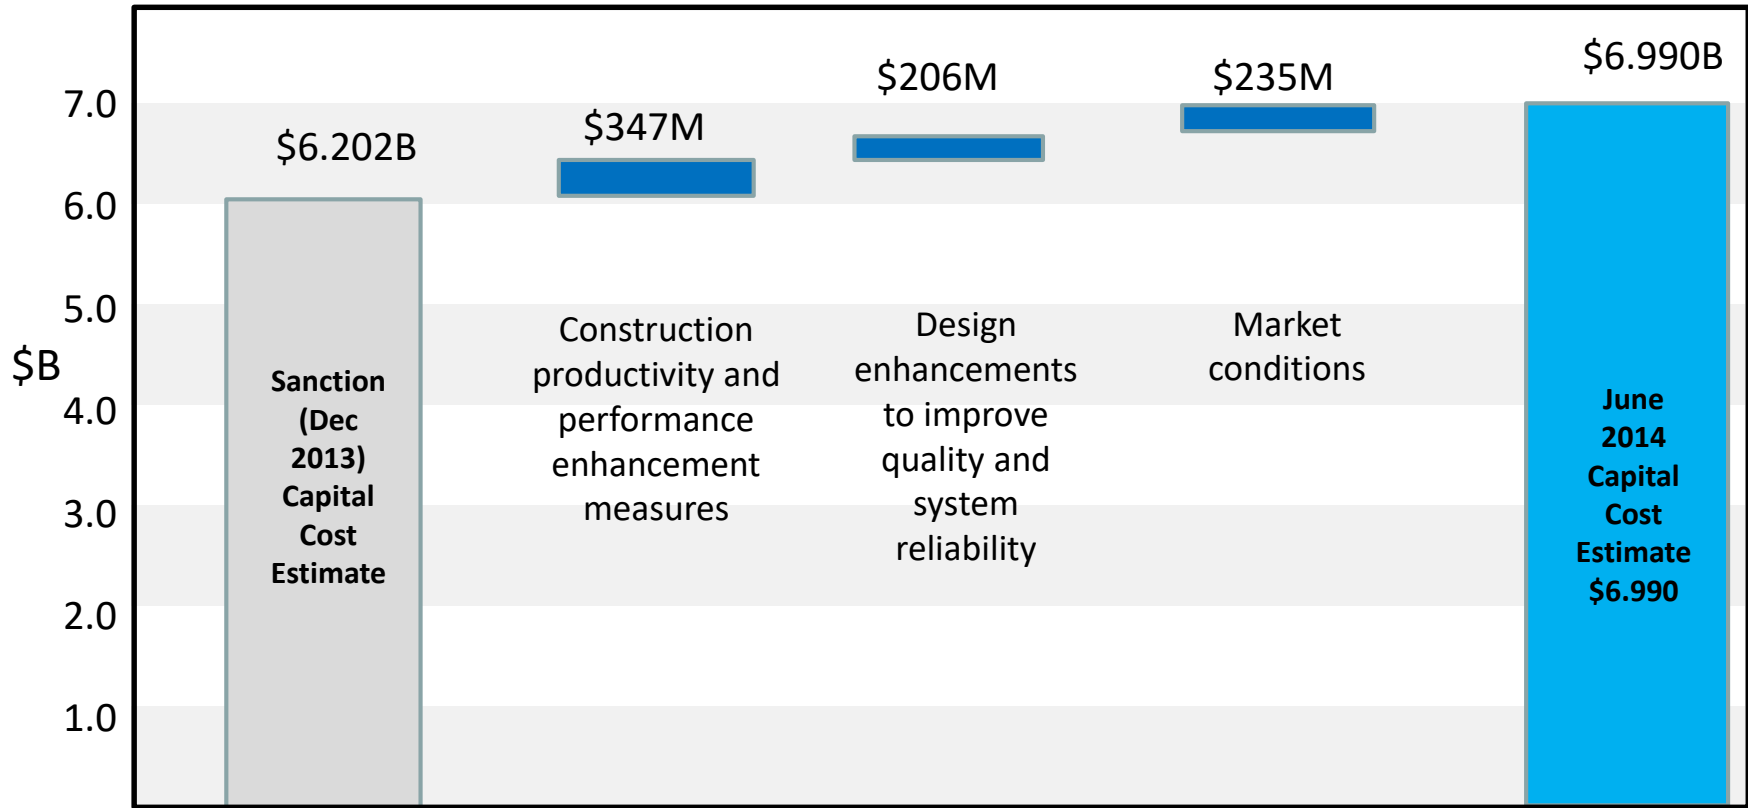 $6.990B
$206M
$235M
7.0
$347M
$6.202B
6.0
5.0
$B
4.0
3.0
2.0
1.0
Sanction
(Dec
2013)
Capital
Cost
Estimate
Construction
productivity and
performance
enhancement
measures
Design
enhancements
to improve
quality and
system
reliability
Market
conditions
June
2014
Capital
Cost
Estimate
$6.990